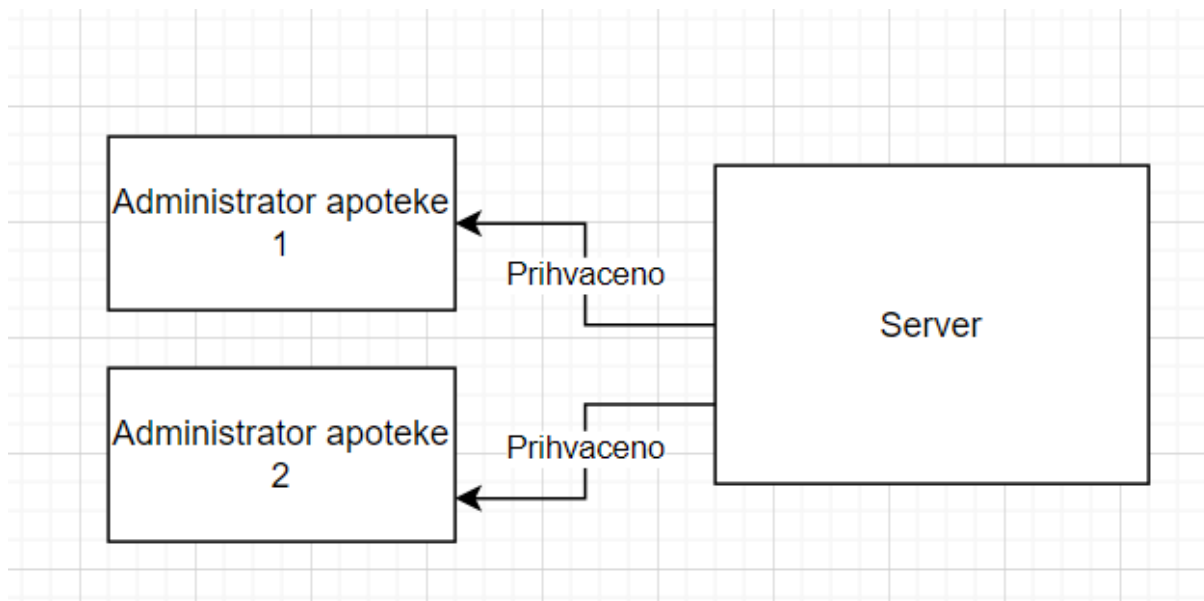 Administrator apoteke
1
Prihvaceno
Server
Administrator apoteke
2
Prihvaceno